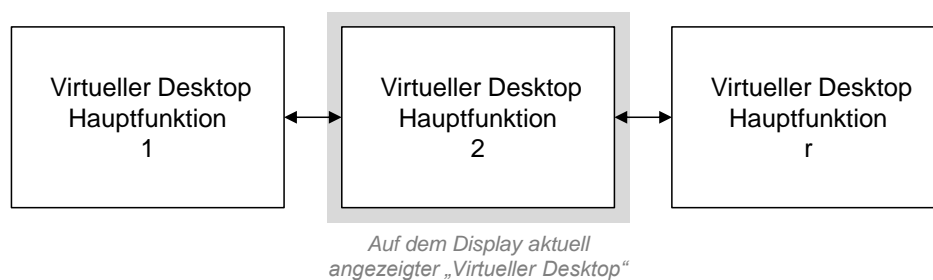 Virtueller Desktop
Hauptfunktion
1
Virtueller Desktop
Hauptfunktion
2
Virtueller Desktop
Hauptfunktion
r
Auf dem Display aktuell
angezeigter „Virtueller Desktop“